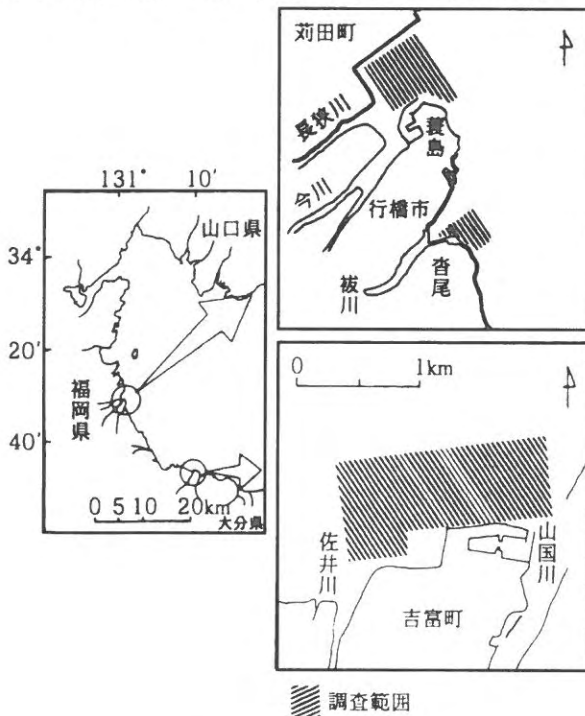 苅田町
長狭川
蓑島
今川
行橋市
祓川
沓尾
131° 10′
山口県
34°
20′
福岡県
40′
0 5 10 20km
大分県
0 1km
佐井川
山国川
吉富町
調査範囲